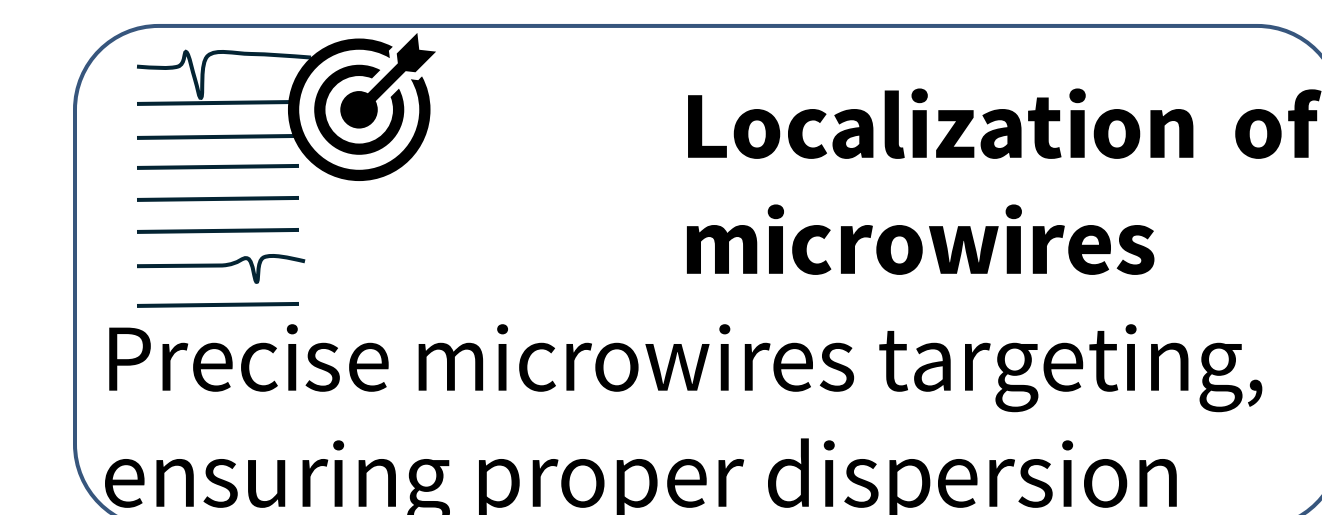 Localization of
microwires
Precise microwires targeting,
ensuring proper dispersion